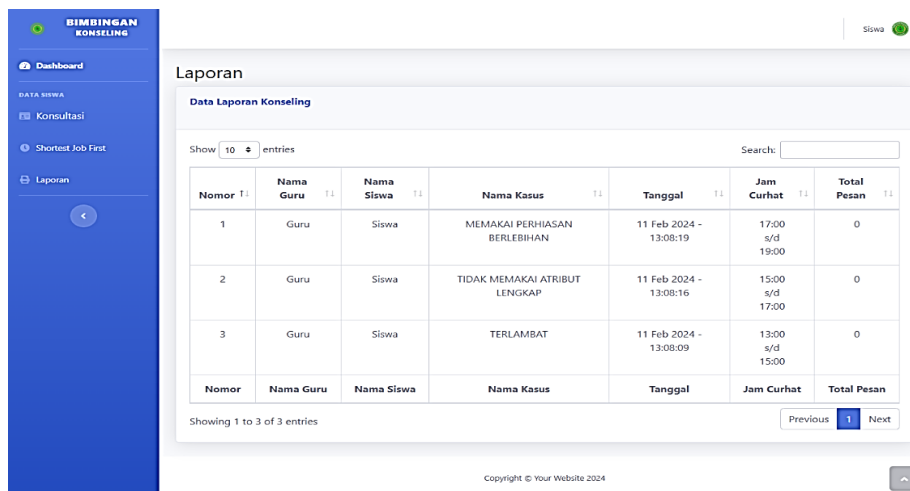 BIMBINGAN
KONSELING
Siswa
Dashboard
DATA SISWA
Konsultasi
Shortest Job First
Laporan
Laporan
Data Laporan Konseling
Show 10 entries
Search:
Nomor Nama Guru Nama Siswa Nama Kasus Tanggal Jam Curhat Total Pesan
1 Guru Siswa MEMAKAI PERHIASAN BERLEBIHAN 11 Feb 2024 - 13:08:19 17:00 s/d 19:00 0
2 Guru Siswa TIDAK MEMAKAI ATRIBUT LENGKAP 11 Feb 2024 - 13:08:16 15:00 s/d 17:00 0
3 Guru Siswa TERLAMBAT 11 Feb 2024 - 13:08:09 13:00 s/d 15:00 0
Nomor Nama Guru Nama Siswa Nama Kasus Tanggal Jam Curhat Total Pesan
Showing 1 to 3 of 3 entries
Previous 1 Next
Copyright © Your Website 2024